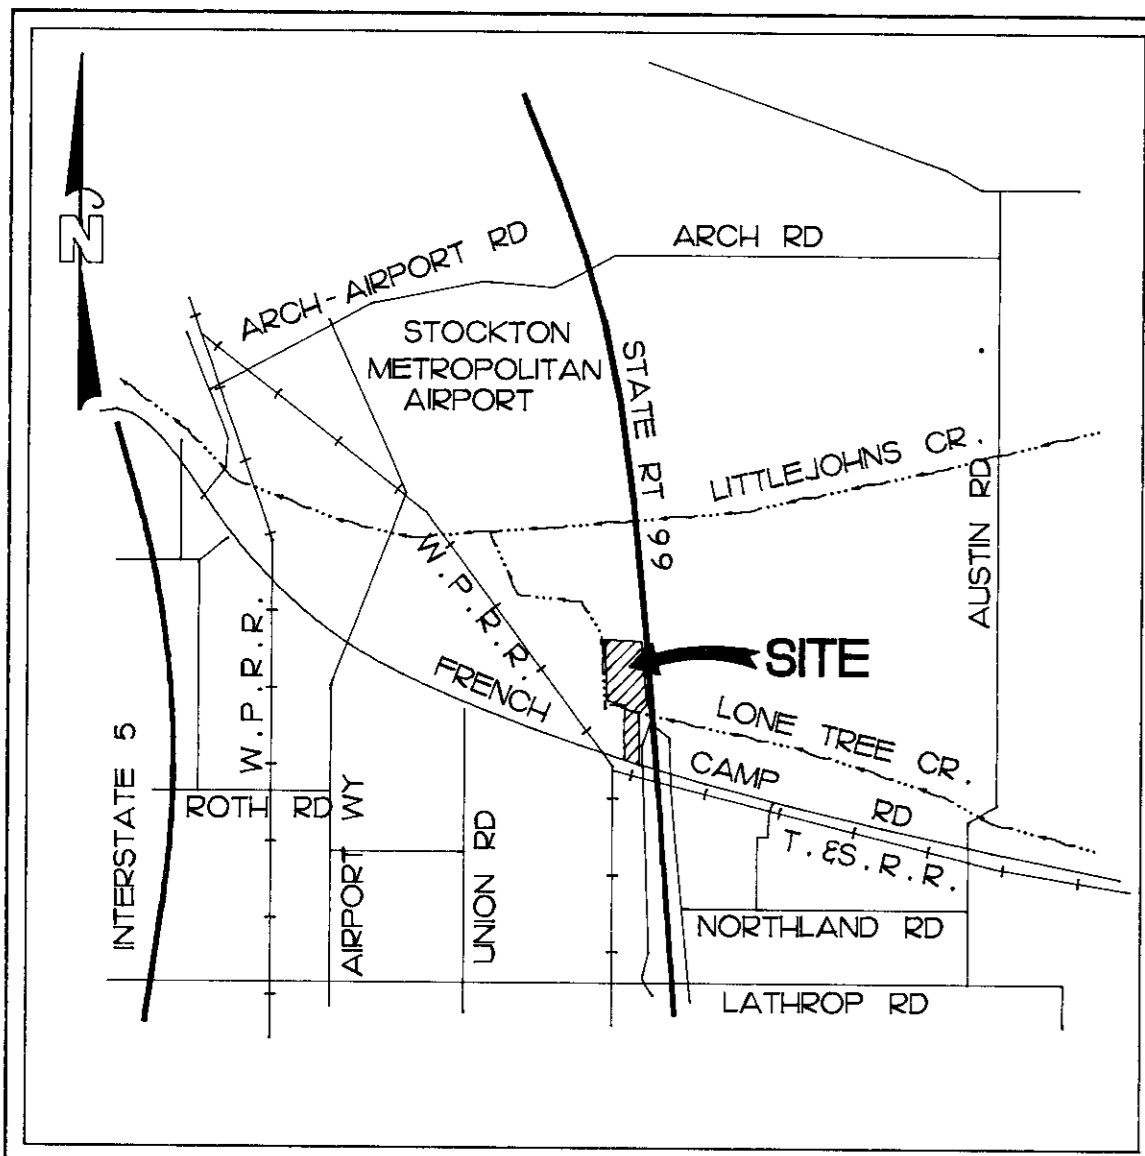 N
ARCH-AIRPORT RD
ARCH RD
STOCKTON
METROPOLITAN
AIRPORT
STATE RT 99
LITTLEJOHNS CR.
AUSTIN RD
W.P.R.R.
W.P.R.R.
SITE
FRENCH CAMP RD
LONE TREE CR.
INTERSTATE 5
ROTH RD
AIRPORT WY
UNION RD
T.&S.R.R.
NORTHLAND RD
LATHROP RD